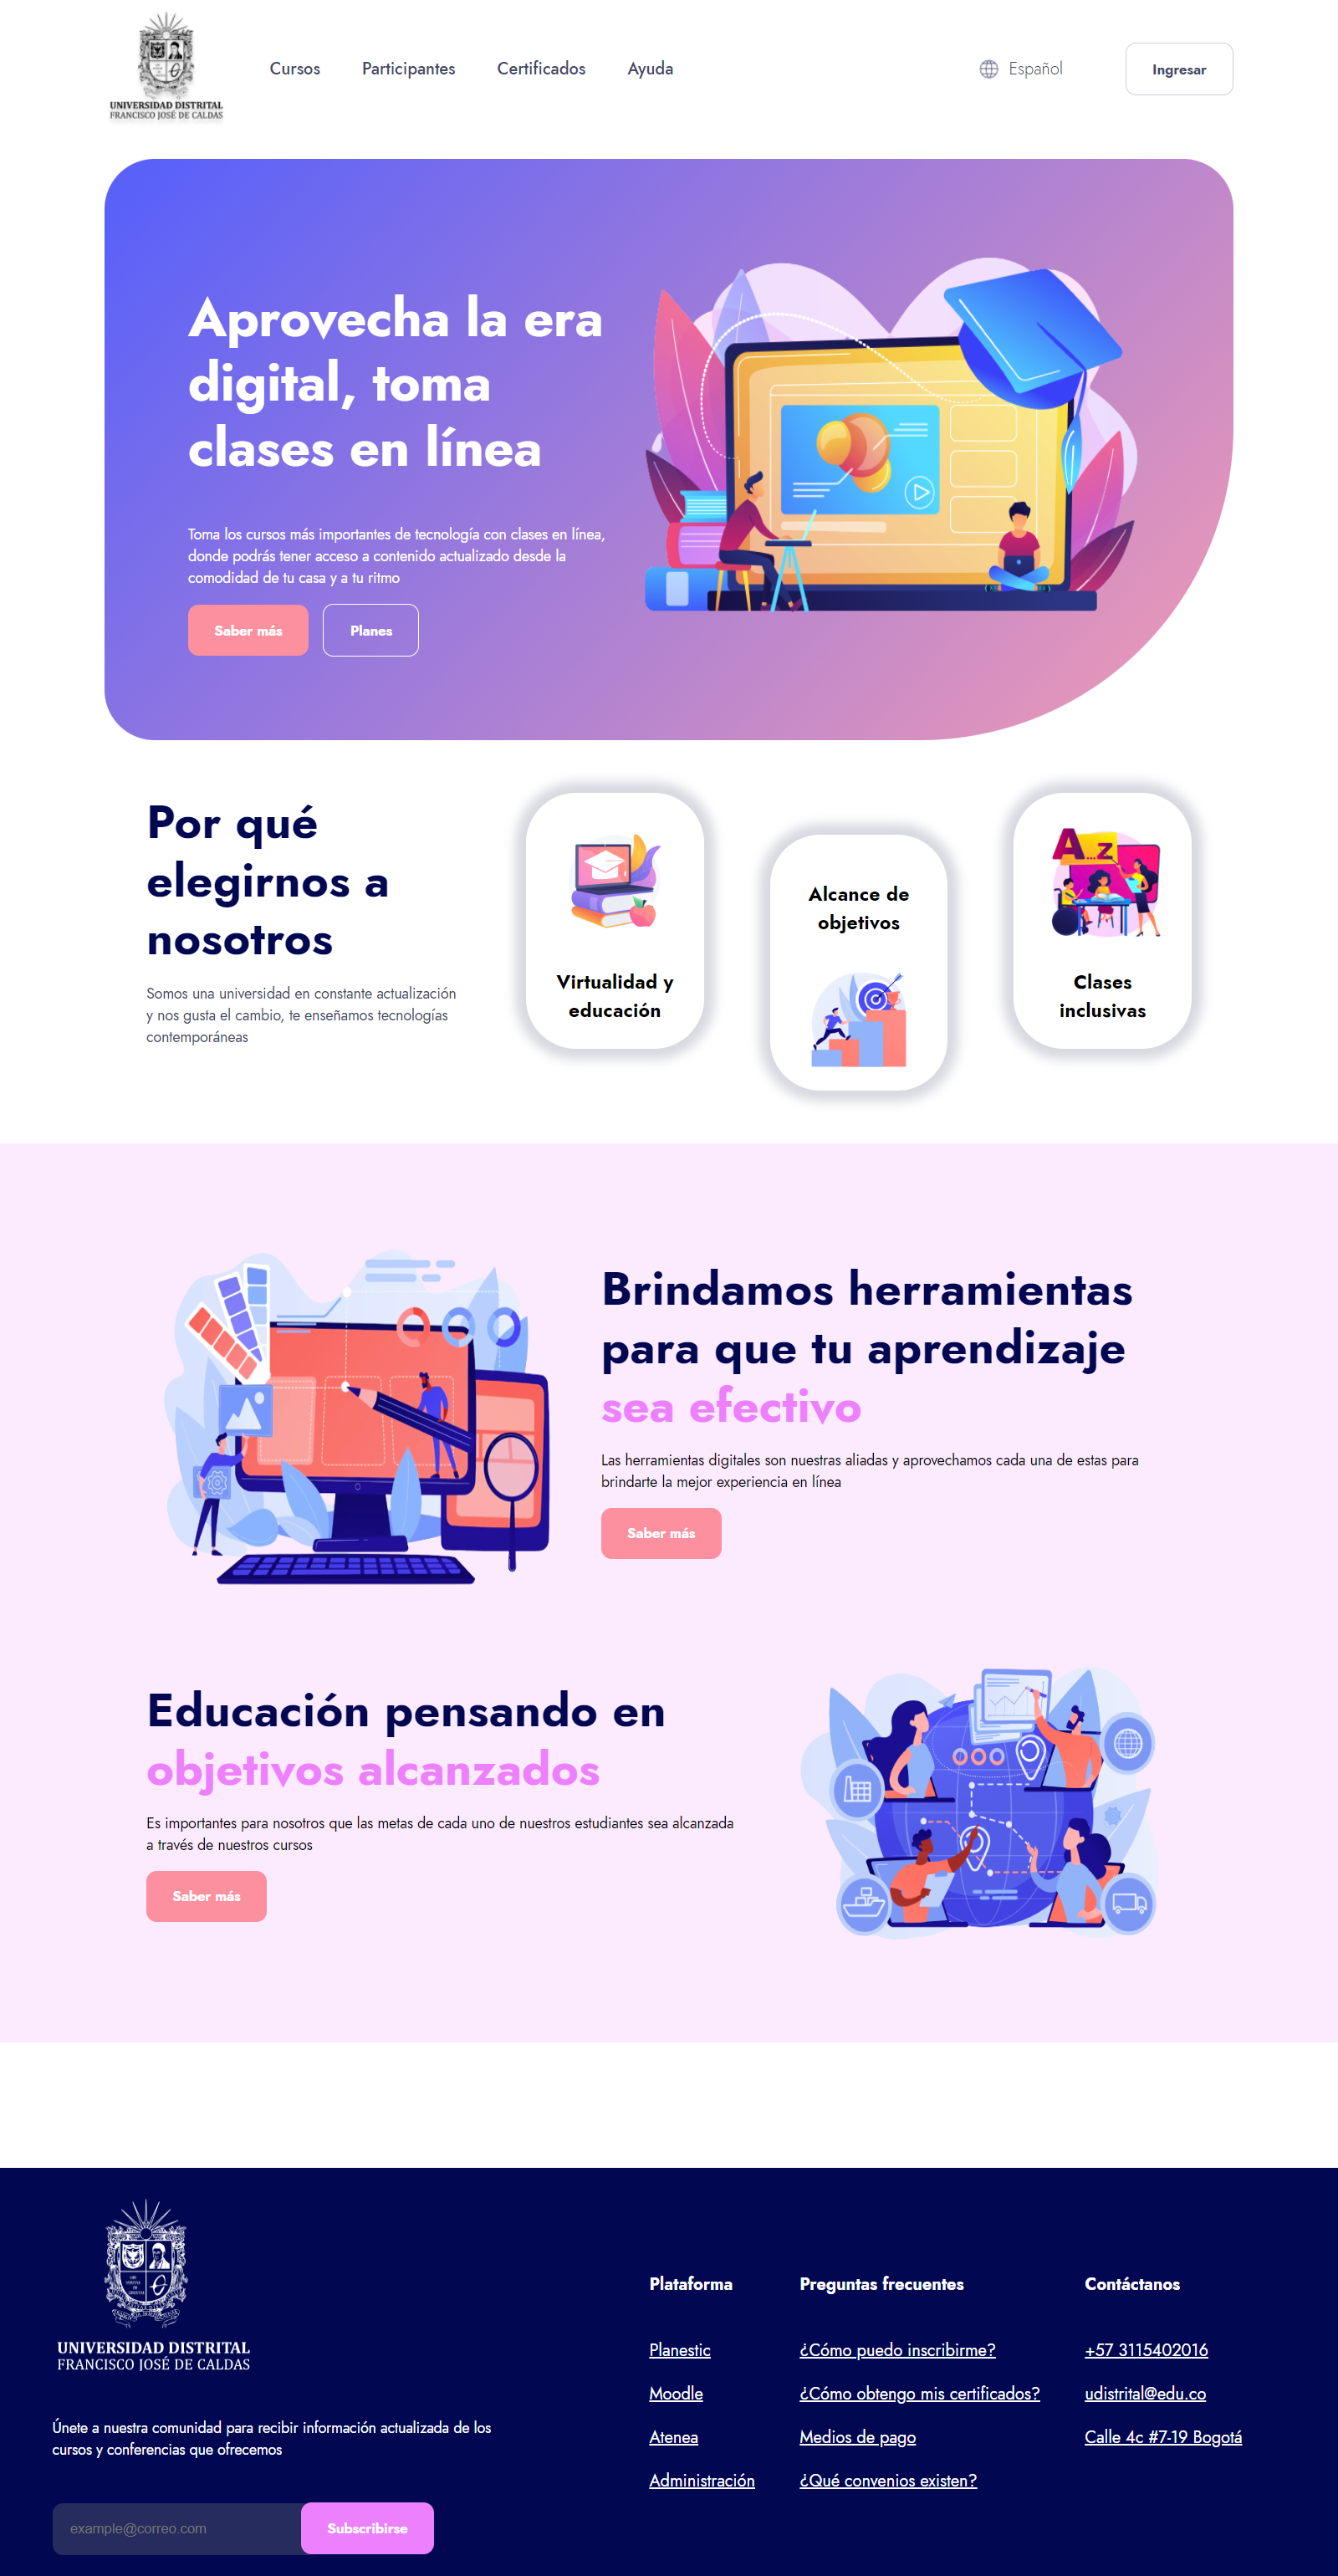 UNIVERSIDAD DISTRITAL
FRANCISCO JOSÉ DE CALDAS
Cursos
Participantes
Certificados
Ayuda
Español
Ingresar
Aprovecha la era
digital, toma
clases en línea
Toma los cursos más importantes de tecnología con clases en línea,
donde podrás tener acceso a contenido actualizado desde la
comodidad de tu casa y a tu ritmo
Saber más
Planes
Por qué
elegirnos a
nosotros
Somos una universidad en constante actualización
y nos gusta el cambio, te enseñamos tecnologías
contemporáneas
Virtualidad y
educación
Alcance de
objetivos
A...z
Clases
inclusivas
Brindamos herramientas
para que tu aprendizaje
sea efectivo
Las herramientas digitales son nuestras aliadas y aprovechamos cada una de estas para
brindarte la mejor experiencia en línea
Saber más
Educación pensando en
objetivos alcanzados
Es importantes para nosotros que las metas de cada uno de nuestros estudiantes sea alcanzada
a través de nuestros cursos
Saber más
UNIVERSIDAD DISTRITAL
FRANCISCO JOSÉ DE CALDAS
Únete a nuestra comunidad para recibir información actualizada de los
cursos y conferencias que ofrecemos
example@correo.com
Subscribirse
Plataforma
Planestic
Moodle
Atenea
Administración
Preguntas frecuentes
¿Cómo puedo inscribirme?
¿Cómo obtengo mis certificados?
Medios de pago
¿Qué convenios existen?
Contáctanos
+57 3115402016
udistrital@edu.co
Calle 4c #7-19 Bogotá